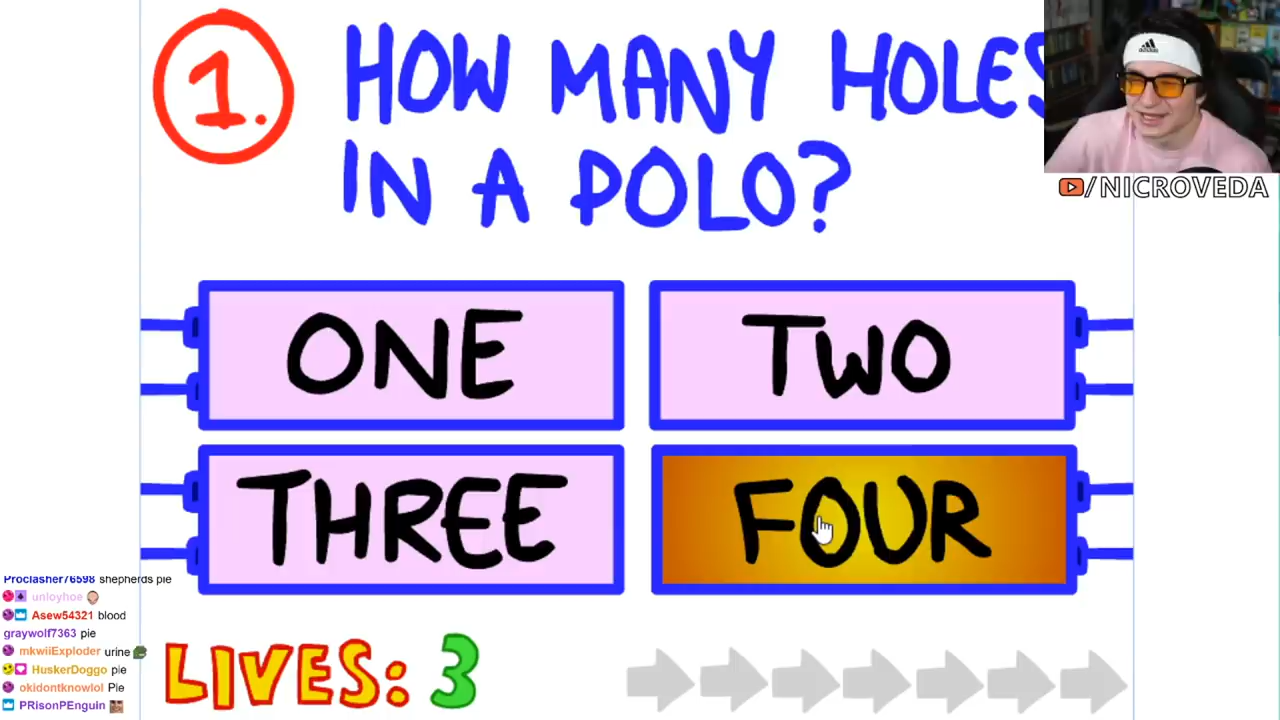 1.
HOW MANY HOLES
IN A POLO?
adidas
/NICROVEDA
ONE
TWO
THREE
FOUR
Proclasher76598 shepherds pie
unloyhoe
Asew54321 blood
graywolf7363 pie
mkwiiExploder urine
HuskerDoggo pie
okidontknowlol Pie
PRisonPEnguin
LIVES: 3